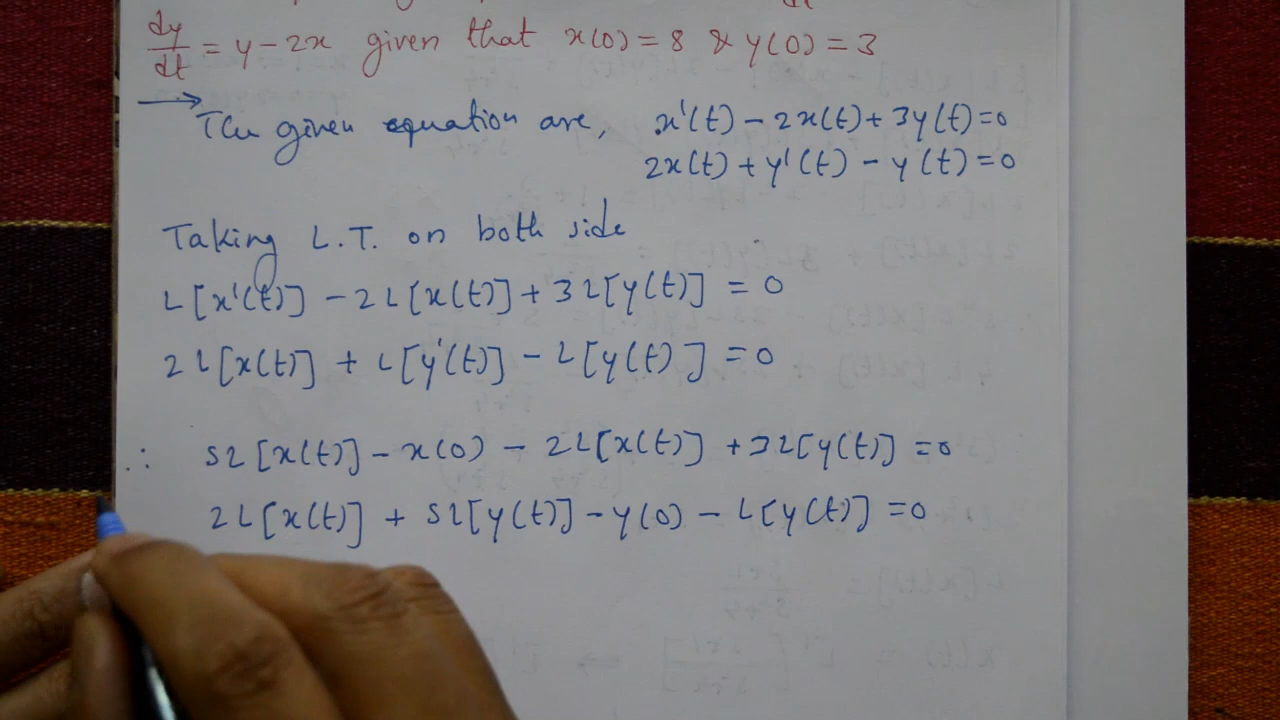 dy/dt = y - 2x given that x(0) = 8 & y(0) = 3
→ The given equation are, x'(t) - 2x(t) + 3y(t) = 0
2x(t) + y'(t) - y(t) = 0
Taking L.T. on both side
L[x'(t)] - 2L[x(t)] + 3L[y(t)] = 0
2L[x(t)] + L[y'(t)] - L[y(t)] = 0
∴ sL[x(t)] - x(0) - 2L[x(t)] + 3L[y(t)] = 0
2L[x(t)] + sL[y(t)] - y(0) - L[y(t)] = 0